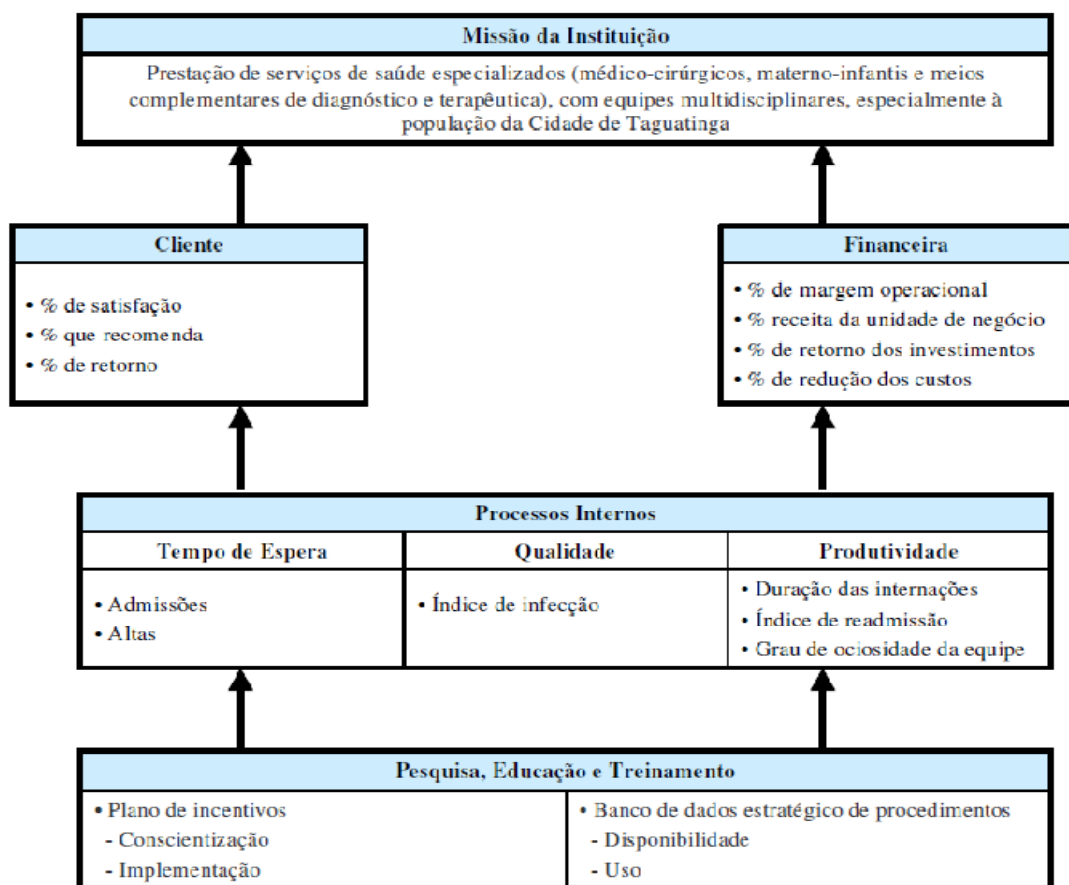 Missão da Instituição
Prestação de serviços de saúde especializados (médico-cirúrgicos, materno-infantis e meios
complementares de diagnóstico e terapêutica), com equipes multidisciplinares, especialmente à
população da Cidade de Taguatinga
Cliente
• % de satisfação
• % que recomenda
• % de retorno
Financeira
• % de margem operacional
• % receita da unidade de negócio
• % de retorno dos investimentos
• % de redução dos custos
Processos Internos
Tempo de Espera
• Admissões
• Altas
Qualidade
• Índice de infecção
Produtividade
• Duração das internações
• Índice de readmissão
• Grau de ociosidade da equipe
Pesquisa, Educação e Treinamento
• Plano de incentivos
- Conscientização
- Implementação
• Banco de dados estratégico de procedimentos
- Disponibilidade
- Uso